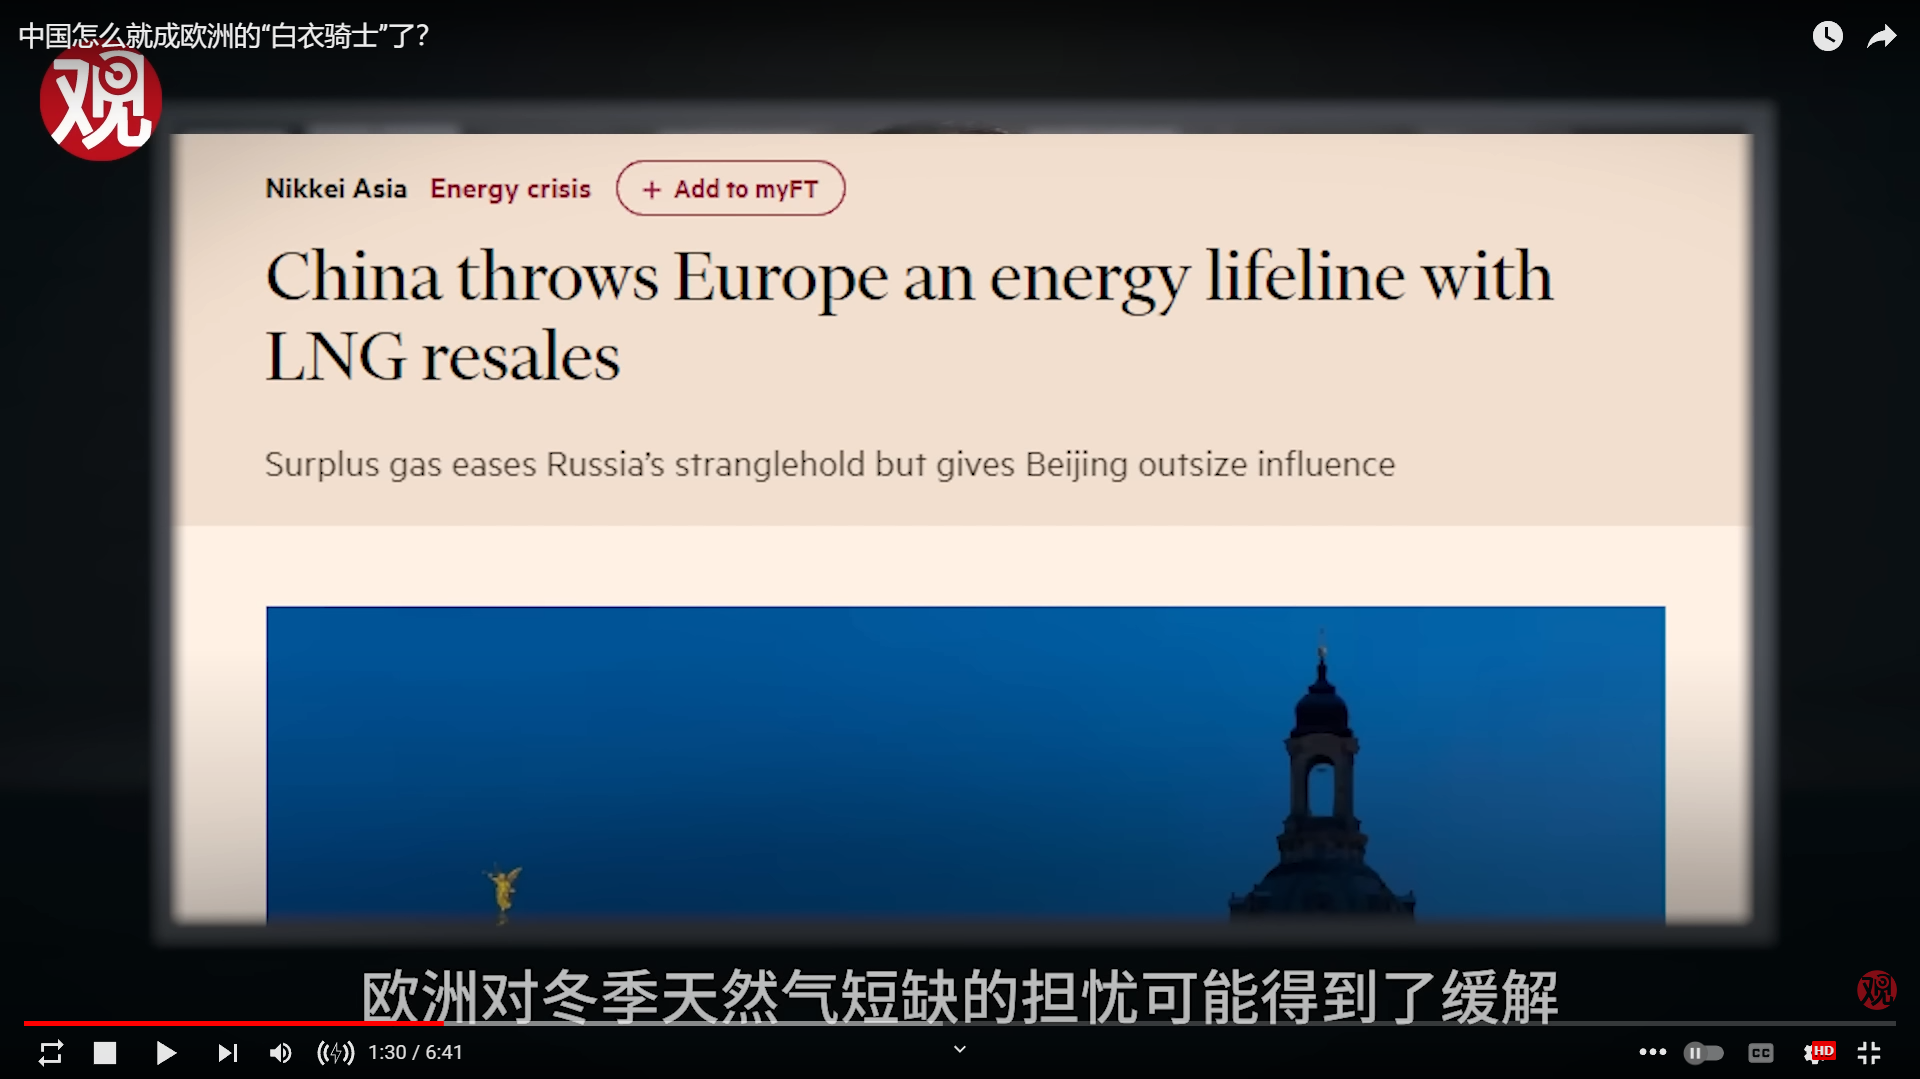 中国怎么就成欧洲的“白衣骑士”了？
观
Nikkei Asia Energy crisis + Add to myFT
China throws Europe an energy lifeline with
LNG resales
Surplus gas eases Russia’s stranglehold but gives Beijing outsize influence
欧洲对冬季天然气短缺的担忧可能得到了缓解
观
1:30 / 6:41
CC
HD